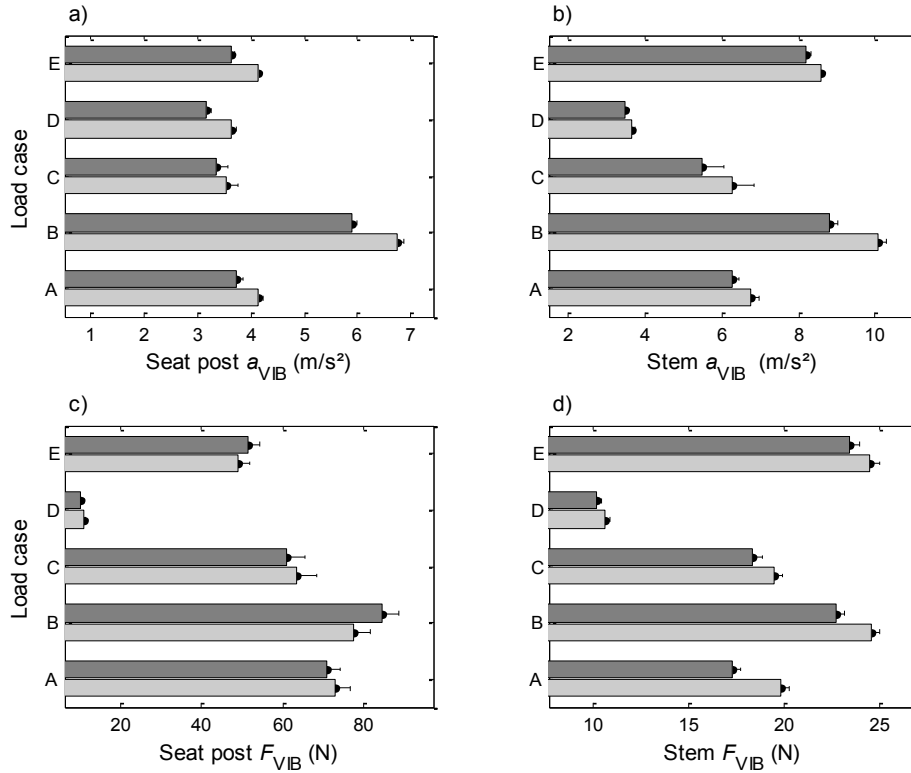 a)
b)
E
D
C
B
A
Load case
1 2 3 4 5 6 7
Seat post aVIB (m/s²)
E
D
C
B
A
2 4 6 8 10
Stem aVIB (m/s²)
c)
d)
E
D
C
B
A
Load case
20 40 60 80
Seat post FVIB (N)
E
D
C
B
A
10 15 20 25
Stem FVIB (N)